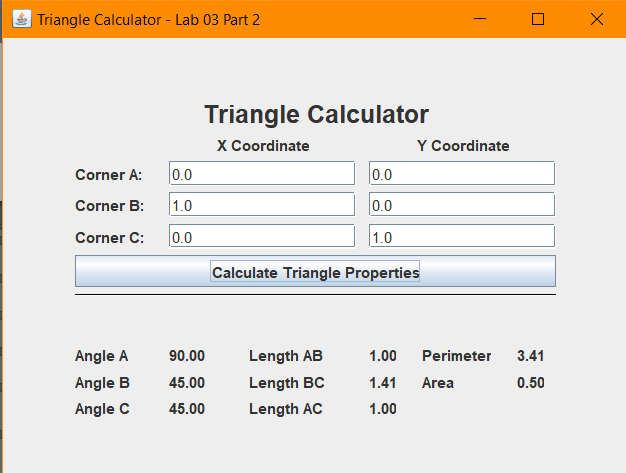 Triangle Calculator - Lab 03 Part 2
Triangle Calculator
X Coordinate Y Coordinate
Corner A: 0.0 0.0
Corner B: 1.0 0.0
Corner C: 0.0 1.0
Calculate Triangle Properties
Angle A 90.00 Length AB 1.00 Perimeter 3.41
Angle B 45.00 Length BC 1.41 Area 0.50
Angle C 45.00 Length AC 1.00